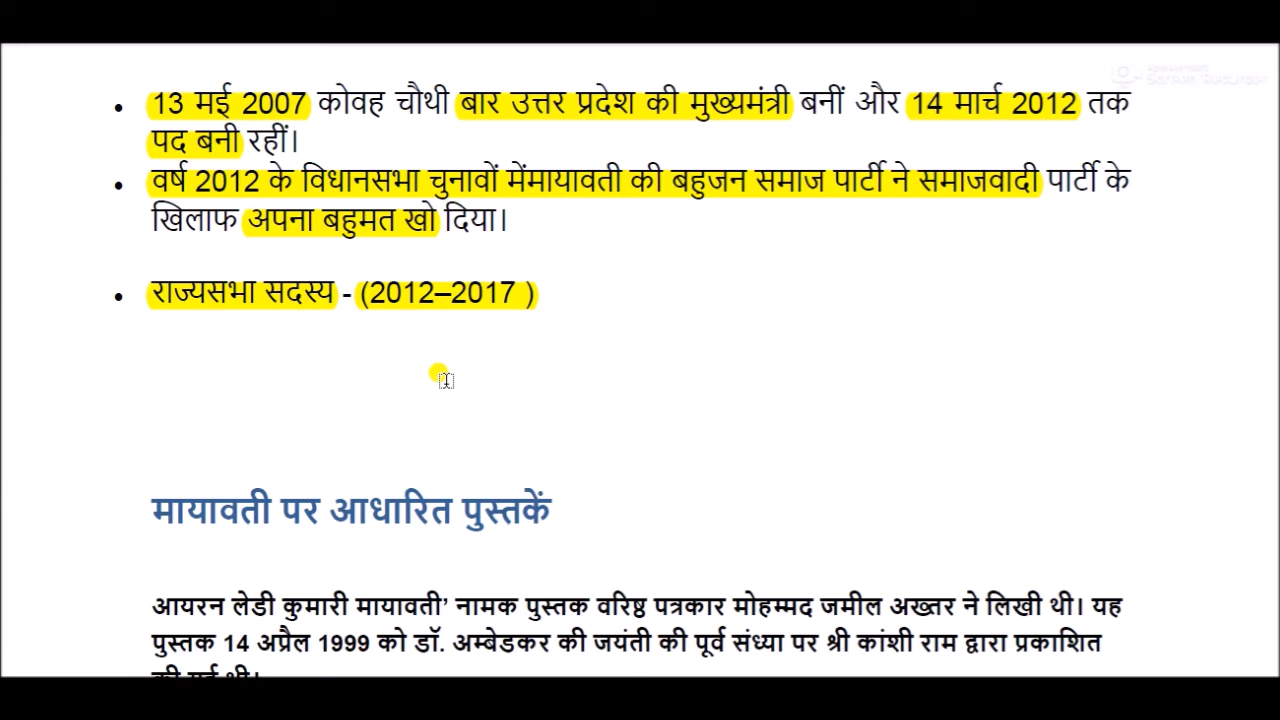 • 13 मई 2007 कोवह चौथी बार उत्तर प्रदेश की मुख्यमंत्री बनीं और 14 मार्च 2012 तक
पद बनी रहीं।
• वर्ष 2012 के विधानसभा चुनावों मेंमायावती की बहुजन समाज पार्टी ने समाजवादी पार्टी के
खिलाफ अपना बहुमत खो दिया।
• राज्यसभा सदस्य - (2012–2017 )
मायावती पर आधारित पुस्तकें
आयरन लेडी कुमारी मायावती’ नामक पुस्तक वरिष्ठ पत्रकार मोहम्मद जमील अख्तर ने लिखी थी। यह
पुस्तक 14 अप्रैल 1999 को डॉ. अम्बेडकर की जयंती की पूर्व संध्या पर श्री कांशी राम द्वारा प्रकाशित